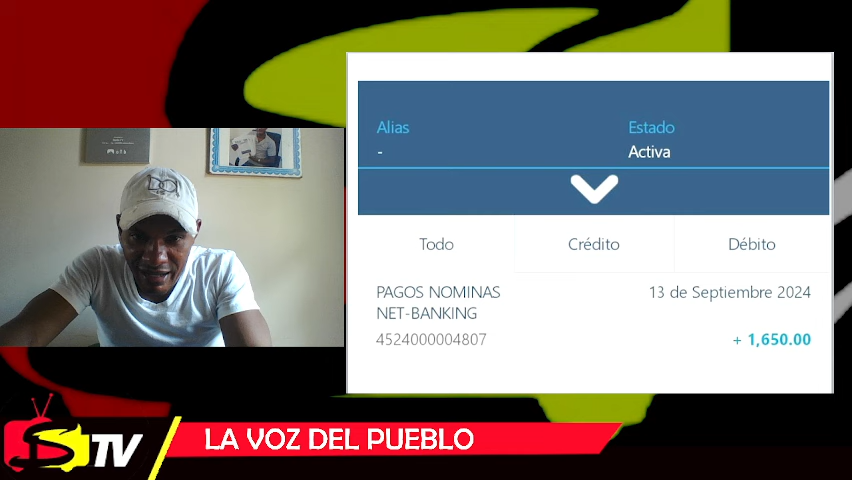 Alias
Estado
-
Activa
Todo
Crédito
Débito
PAGOS NOMINAS
13 de Septiembre 2024
NET-BANKING
4524000004807
+ 1,650.00
STV
LA VOZ DEL PUEBLO